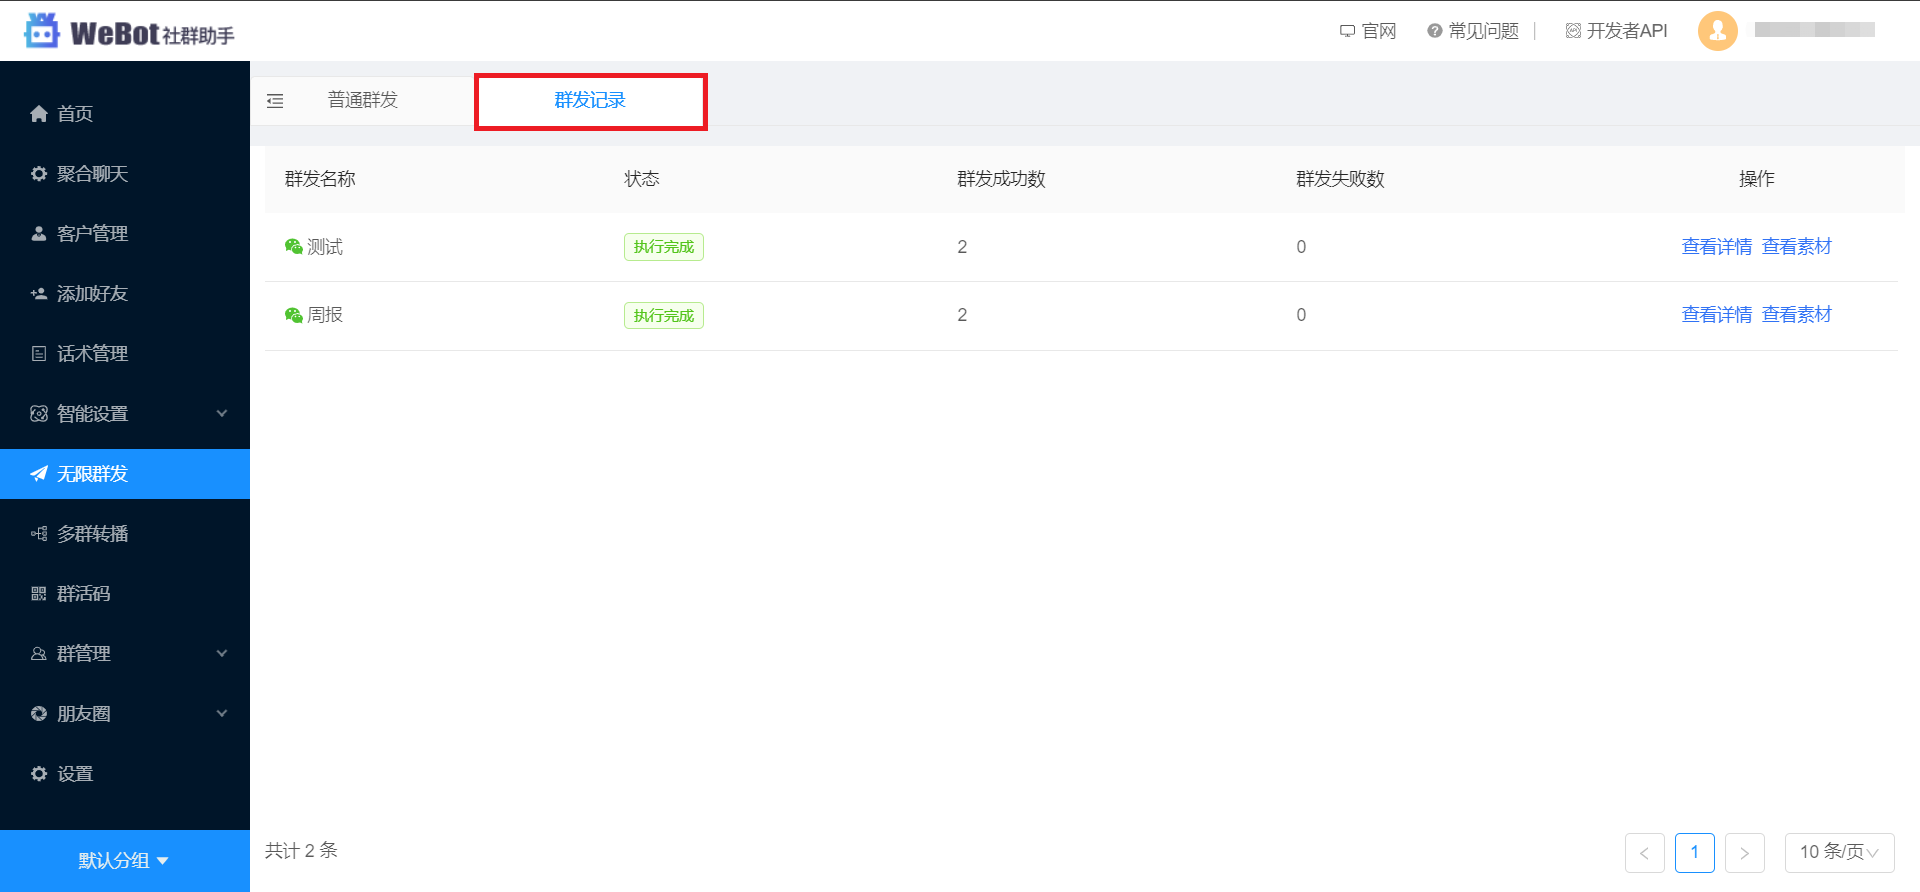 WeBot社群助手
官网 常见问题 开发者API
首页
聚合聊天
客户管理
添加好友
话术管理
智能设置
无限群发
多群转播
群活码
群管理
朋友圈
设置
默认分组
普通群发 群发记录
群发名称 状态 群发成功数 群发失败数 操作
测试 执行完成 2 0 查看详情 查看素材
周报 执行完成 2 0 查看详情 查看素材
共计 2 条
1
10 条/页